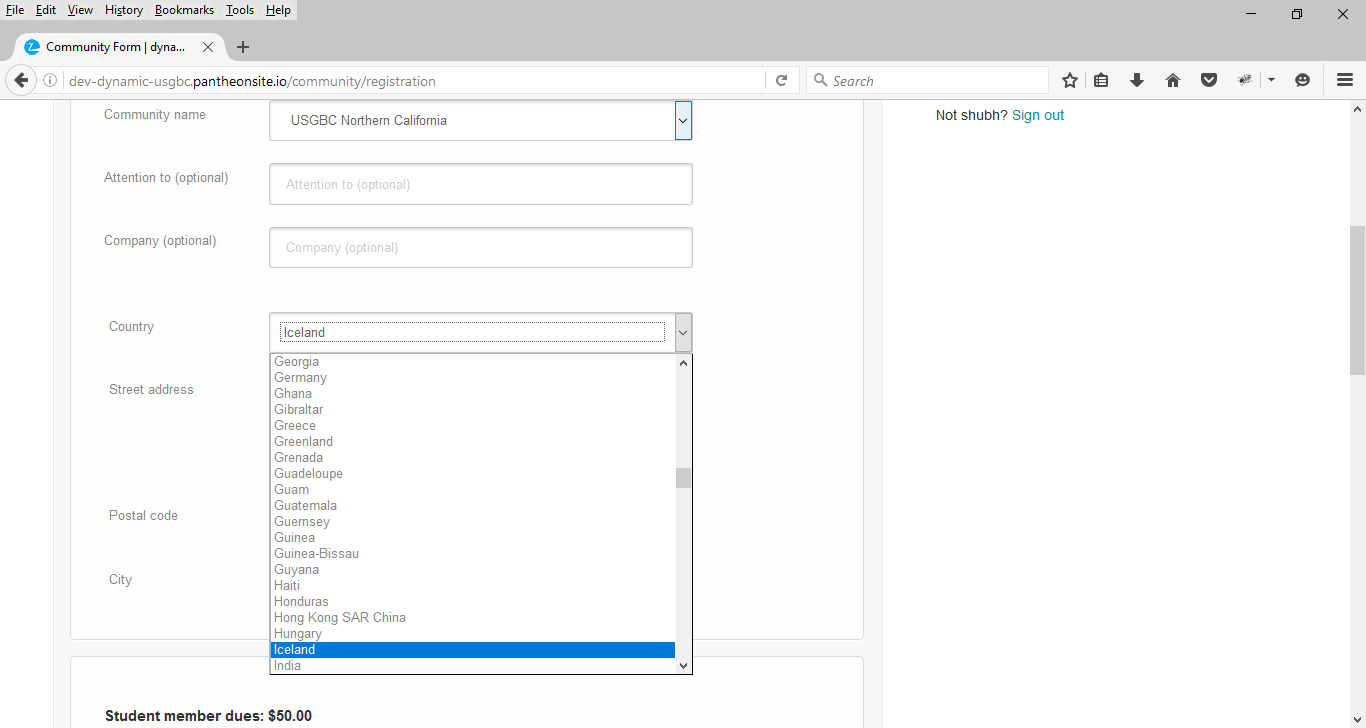 File Edit View History Bookmarks Tools Help
Community Form | dyna...
dev-dynamic-usgbc.pantheonsite.io/community/registration
Search
Community name
USGBC Northern California
Not shubh? Sign out
Attention to (optional)
Attention to (optional)
Company (optional)
Company (optional)
Country
Iceland
Georgia
Germany
Street address
Ghana
Gibraltar
Greece
Greenland
Grenada
Guadeloupe
Guam
Guatemala
Postal code
Guernsey
Guinea
Guinea-Bissau
Guyana
City
Haiti
Honduras
Hong Kong SAR China
Hungary
Iceland
India
Student member dues: $50.00